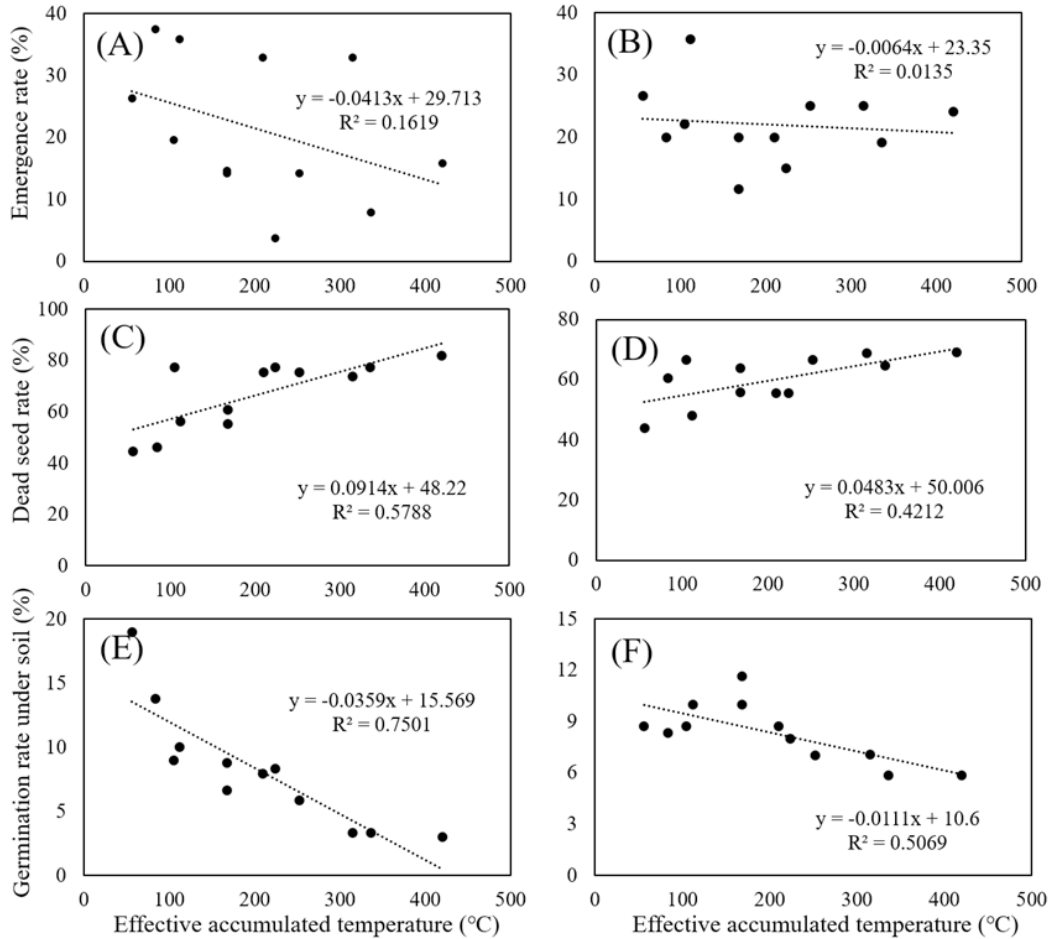 Emergence rate (%)
40
30
20
10
0
(A)
y = -0.0413x + 29.713
R² = 0.1619
0 100 200 300 400 500
40
30
20
10
0
(B)
y = -0.0064x + 23.35
R² = 0.0135
0 100 200 300 400 500
Dead seed rate (%)
100
80
60
40
20
0
(C)
y = 0.0914x + 48.22
R² = 0.5788
0 100 200 300 400 500
80
60
40
20
0
(D)
y = 0.0483x + 50.006
R² = 0.4212
0 100 200 300 400 500
Germination rate under soil (%)
20
15
10
5
0
(E)
y = -0.0359x + 15.569
R² = 0.7501
0 100 200 300 400 500
Effective accumulated temperature (°C)
15
12
9
6
3
0
(F)
y = -0.0111x + 10.6
R² = 0.5069
0 100 200 300 400 500
Effective accumulated temperature (°C)